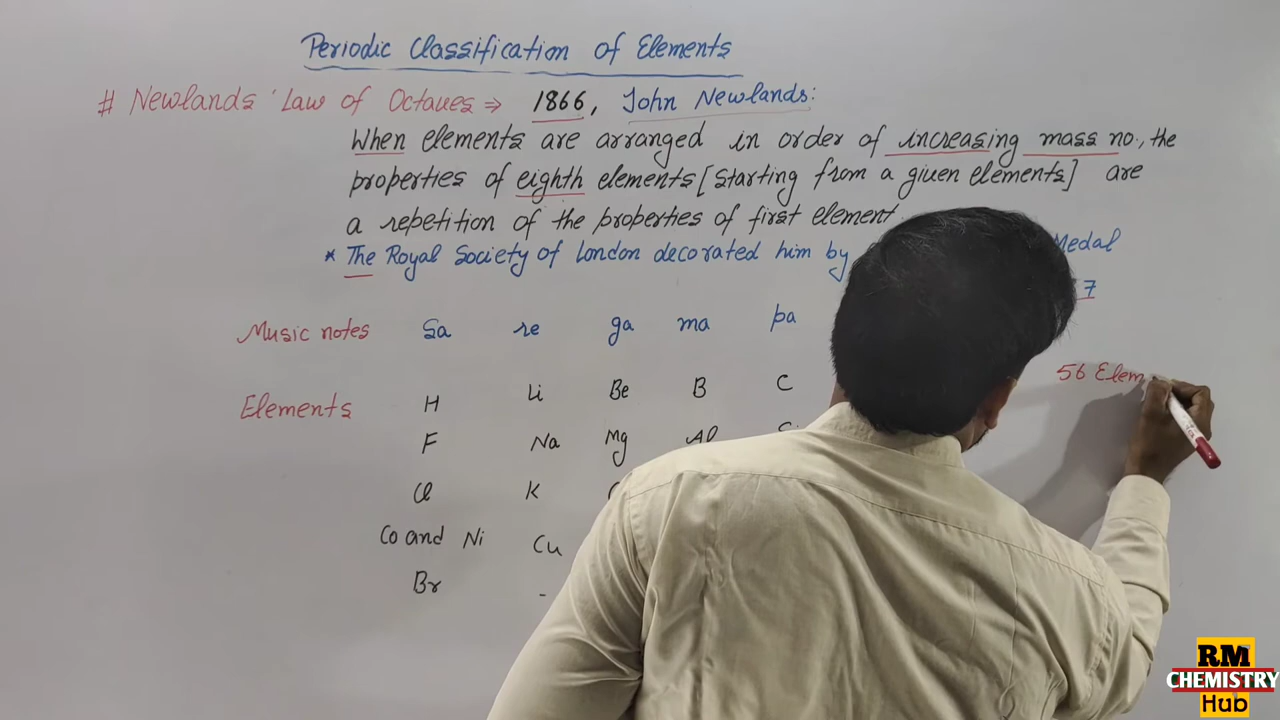 Periodic Classification of Elements
# Newlands' Law of Octaves ⇒ 1866, John Newlands:
When elements are arranged in order of increasing mass no., the
properties of eighth elements [starting from a given elements] are
a repetition of the properties of first element.
* The Royal Society of London decorated him by Medal
7
Music notes Sa re ga ma pa
56 Elem
Elements H Li Be B C
F Na Mg Al
Cl K
Co and Ni Cu
Br -
RM
CHEMISTRY
Hub